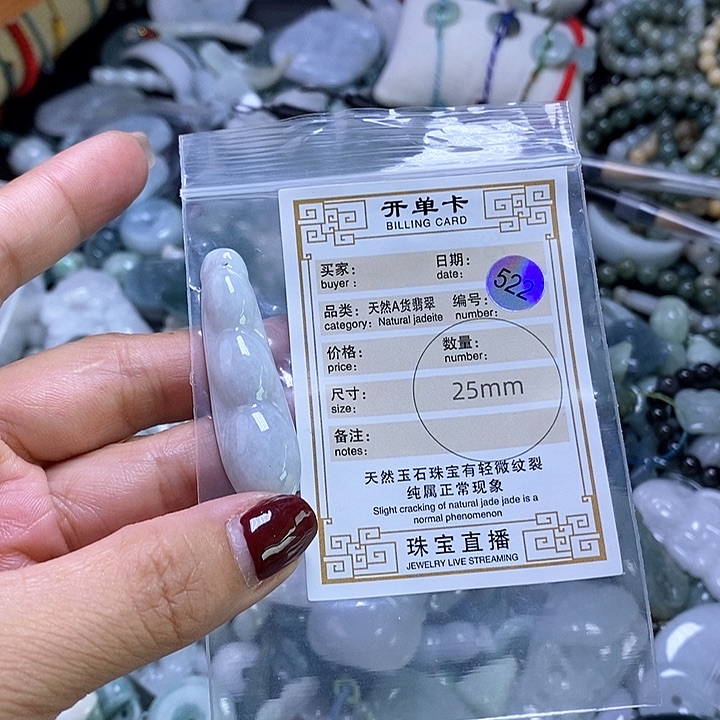 开单卡
BILLING CARD
买家：
buyer：
日期：
date：
522
品类：天然A货翡翠
category：Natural jadeite
编号：
number：
价格：
price：
数量：
number：
25mm
尺寸：
size：
备注：
notes：
天然玉石珠宝有轻微纹裂
纯属正常现象
Slight cracking of natural jade jade is a
normal phenomenon
珠宝直播
JEWELRY LIVE STREAMING